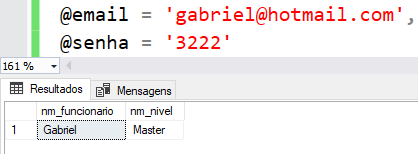 @email = 'gabriel@hotmail.com',
@senha = '3222'
161 %
Resultados Mensagens
nm_funcionario nm_nivel
1 Gabriel Master